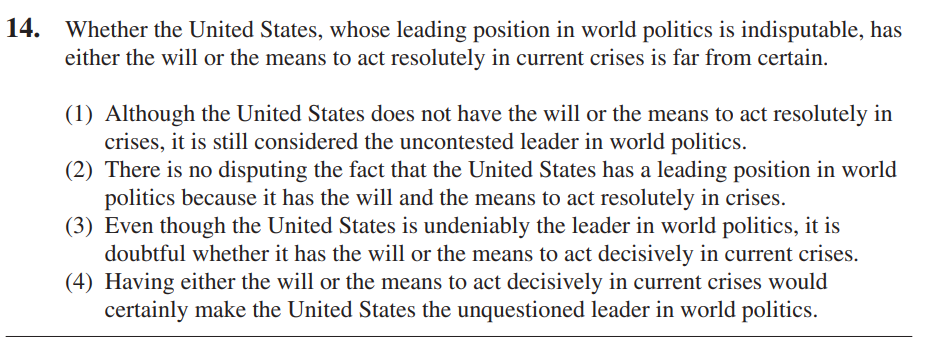 14. Whether the United States, whose leading position in world politics is indisputable, has
either the will or the means to act resolutely in current crises is far from certain.
(1) Although the United States does not have the will or the means to act resolutely in
crises, it is still considered the uncontested leader in world politics.
(2) There is no disputing the fact that the United States has a leading position in world
politics because it has the will and the means to act resolutely in crises.
(3) Even though the United States is undeniably the leader in world politics, it is
doubtful whether it has the will or the means to act decisively in current crises.
(4) Having either the will or the means to act decisively in current crises would
certainly make the United States the unquestioned leader in world politics.